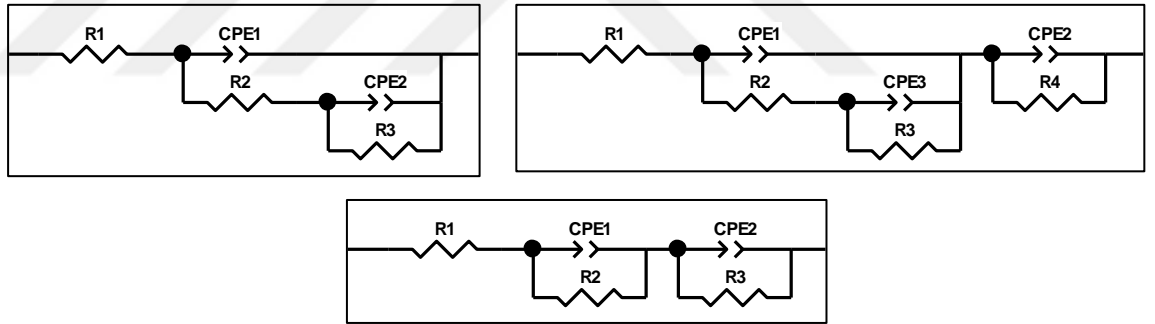 R1 CPE1
R2 CPE2
R3
R1 CPE1 CPE2
R2 CPE3 R4
R3
R1 CPE1 CPE2
R2 R3